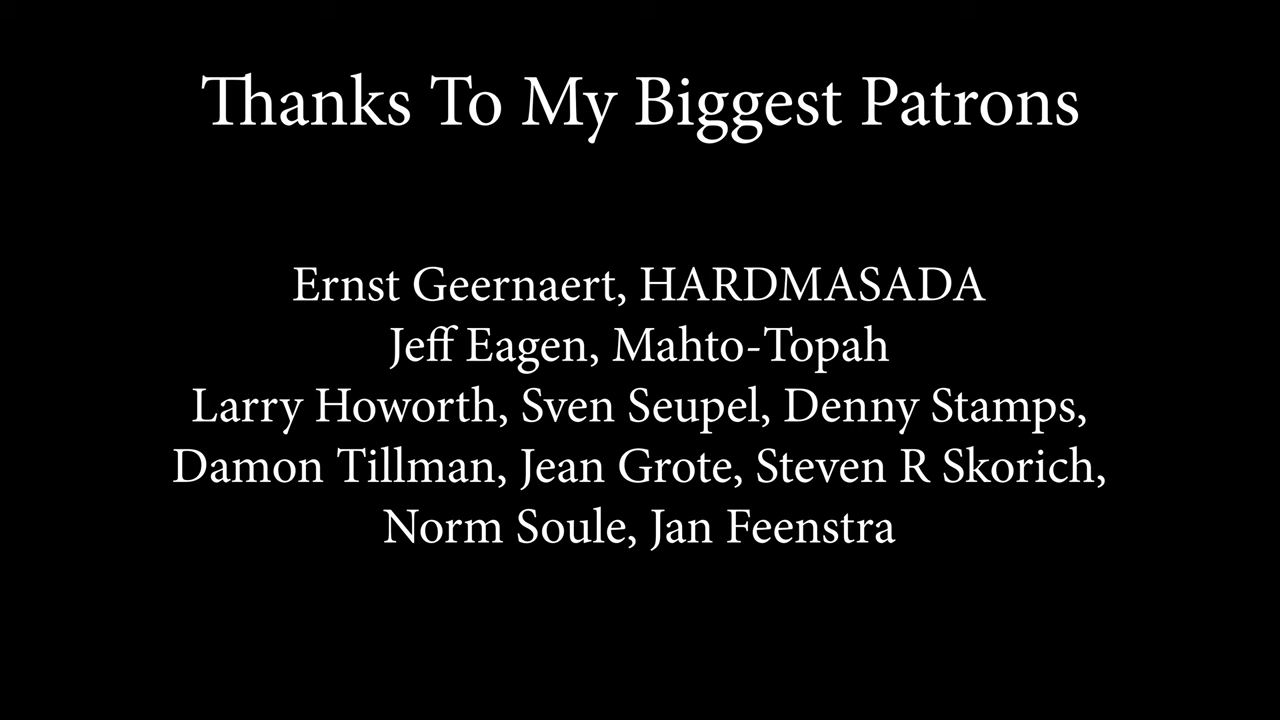 Thanks To My Biggest Patrons
Ernst Geernaert, HARDMASADA
Jeff Eagen, Mahto-Topah
Larry Howorth, Sven Seupel, Denny Stamps,
Damon Tillman, Jean Grote, Steven R Skorich,
Norm Soule, Jan Feenstra